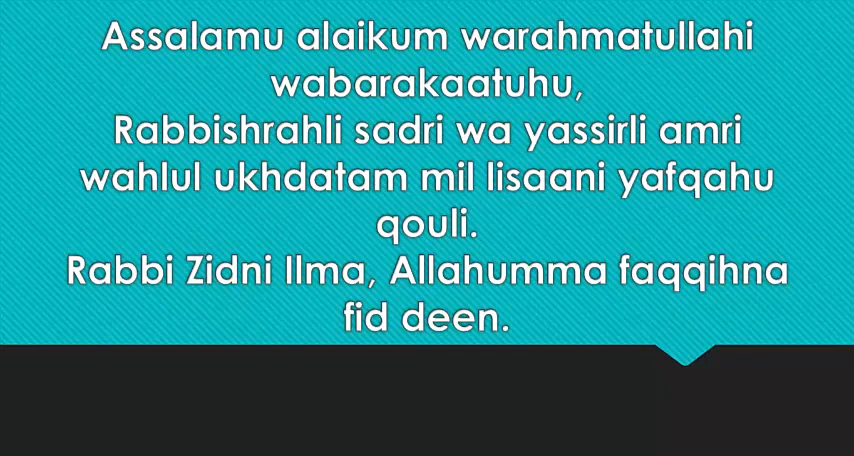 Assalamu alaikum warahmatullahi
wabarakaatuhu,
Rabbishrahli sadri wa yassirli amri
wahlul ukhdatam mil lisaani yafqahu
qouli.
Rabbi Zidni Ilma, Allahumma faqqihna
fid deen.